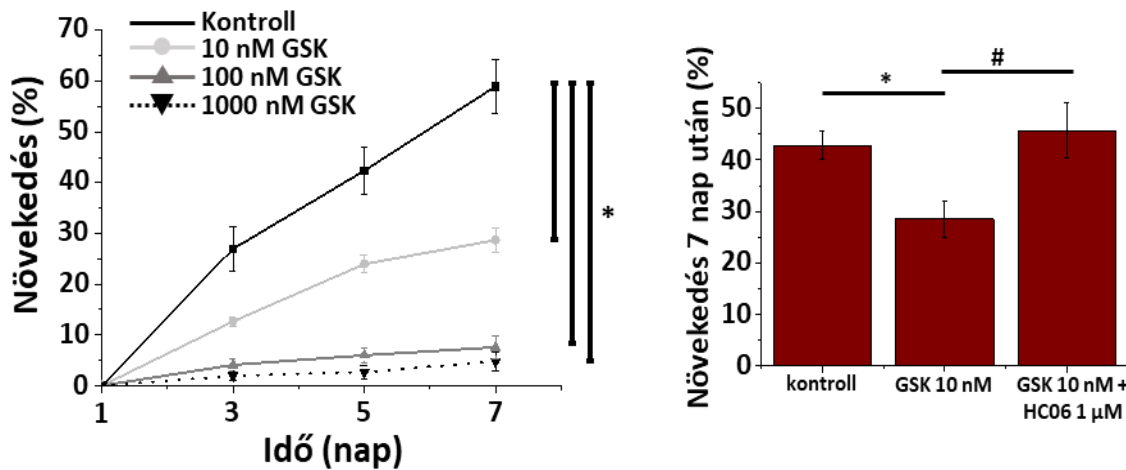 Kontroll
10 nM GSK
100 nM GSK
1000 nM GSK
Növekedés (%)
70
60
50
40
30
20
10
0
1
3
5
7
Idő (nap)
*
Növekedés 7 nap után (%)
50
40
30
20
10
0
*
#
kontroll
GSK 10 nM
GSK 10 nM +
HC06 1 µM